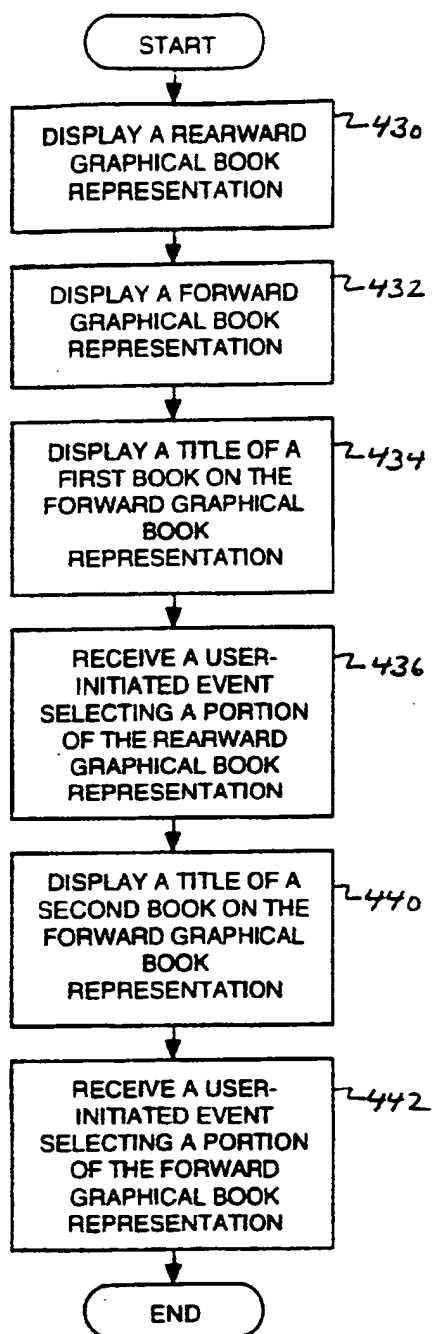 START
DISPLAY A REARWARD
GRAPHICAL BOOK
REPRESENTATION
430
DISPLAY A FORWARD
GRAPHICAL BOOK
REPRESENTATION
432
DISPLAY A TITLE OF A
FIRST BOOK ON THE
FORWARD GRAPHICAL
BOOK
REPRESENTATION
434
RECEIVE A USER-
INITIATED EVENT
SELECTING A PORTION
OF THE REARWARD
GRAPHICAL BOOK
REPRESENTATION
436
DISPLAY A TITLE OF A
SECOND BOOK ON THE
FORWARD GRAPHICAL
BOOK
REPRESENTATION
440
RECEIVE A USER-
INITIATED EVENT
SELECTING A PORTION
OF THE FORWARD
GRAPHICAL BOOK
REPRESENTATION
442
END